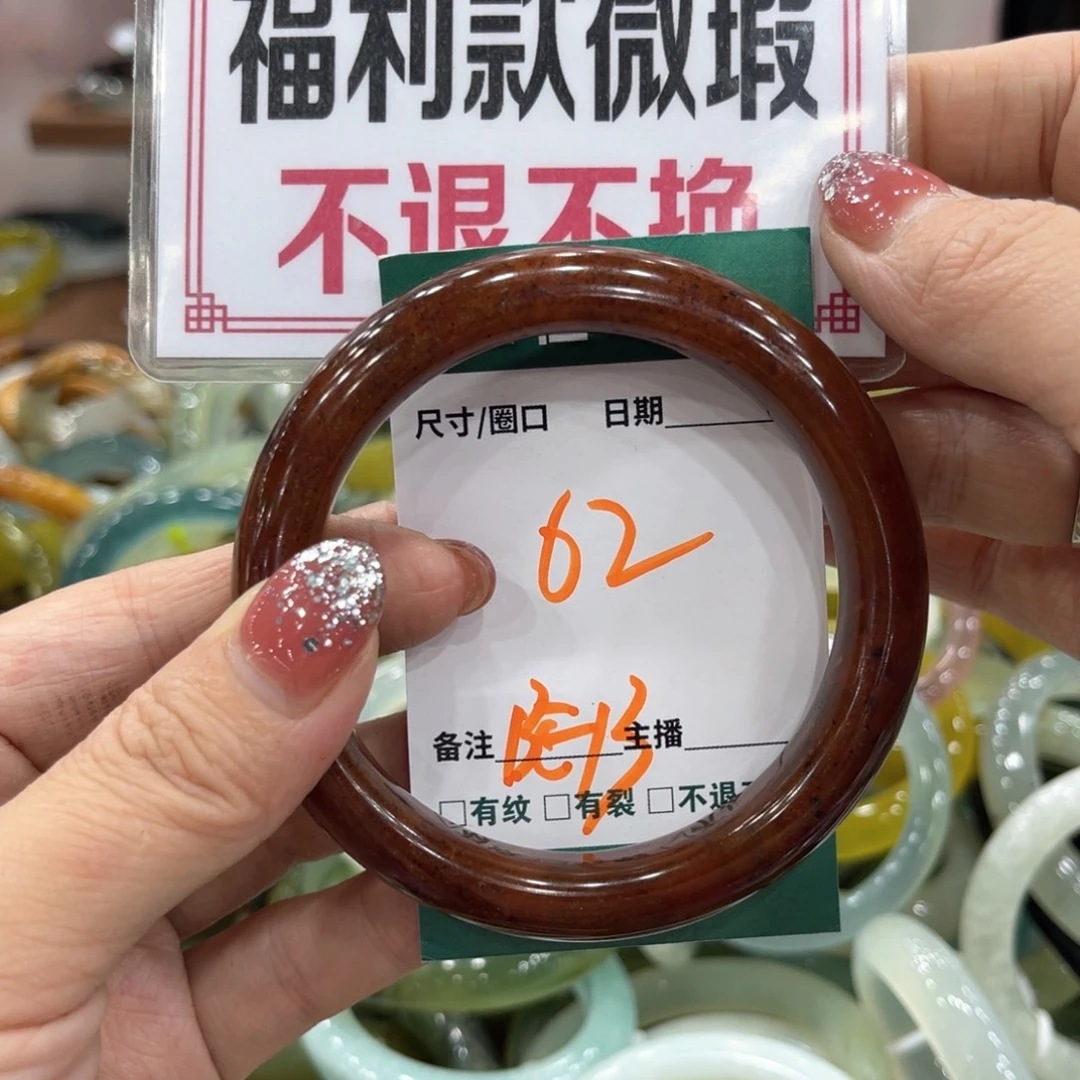 福利款微瑕
不退不换
尺寸/圈口 日期
62
备注 主播
□有纹 □有裂 □不退